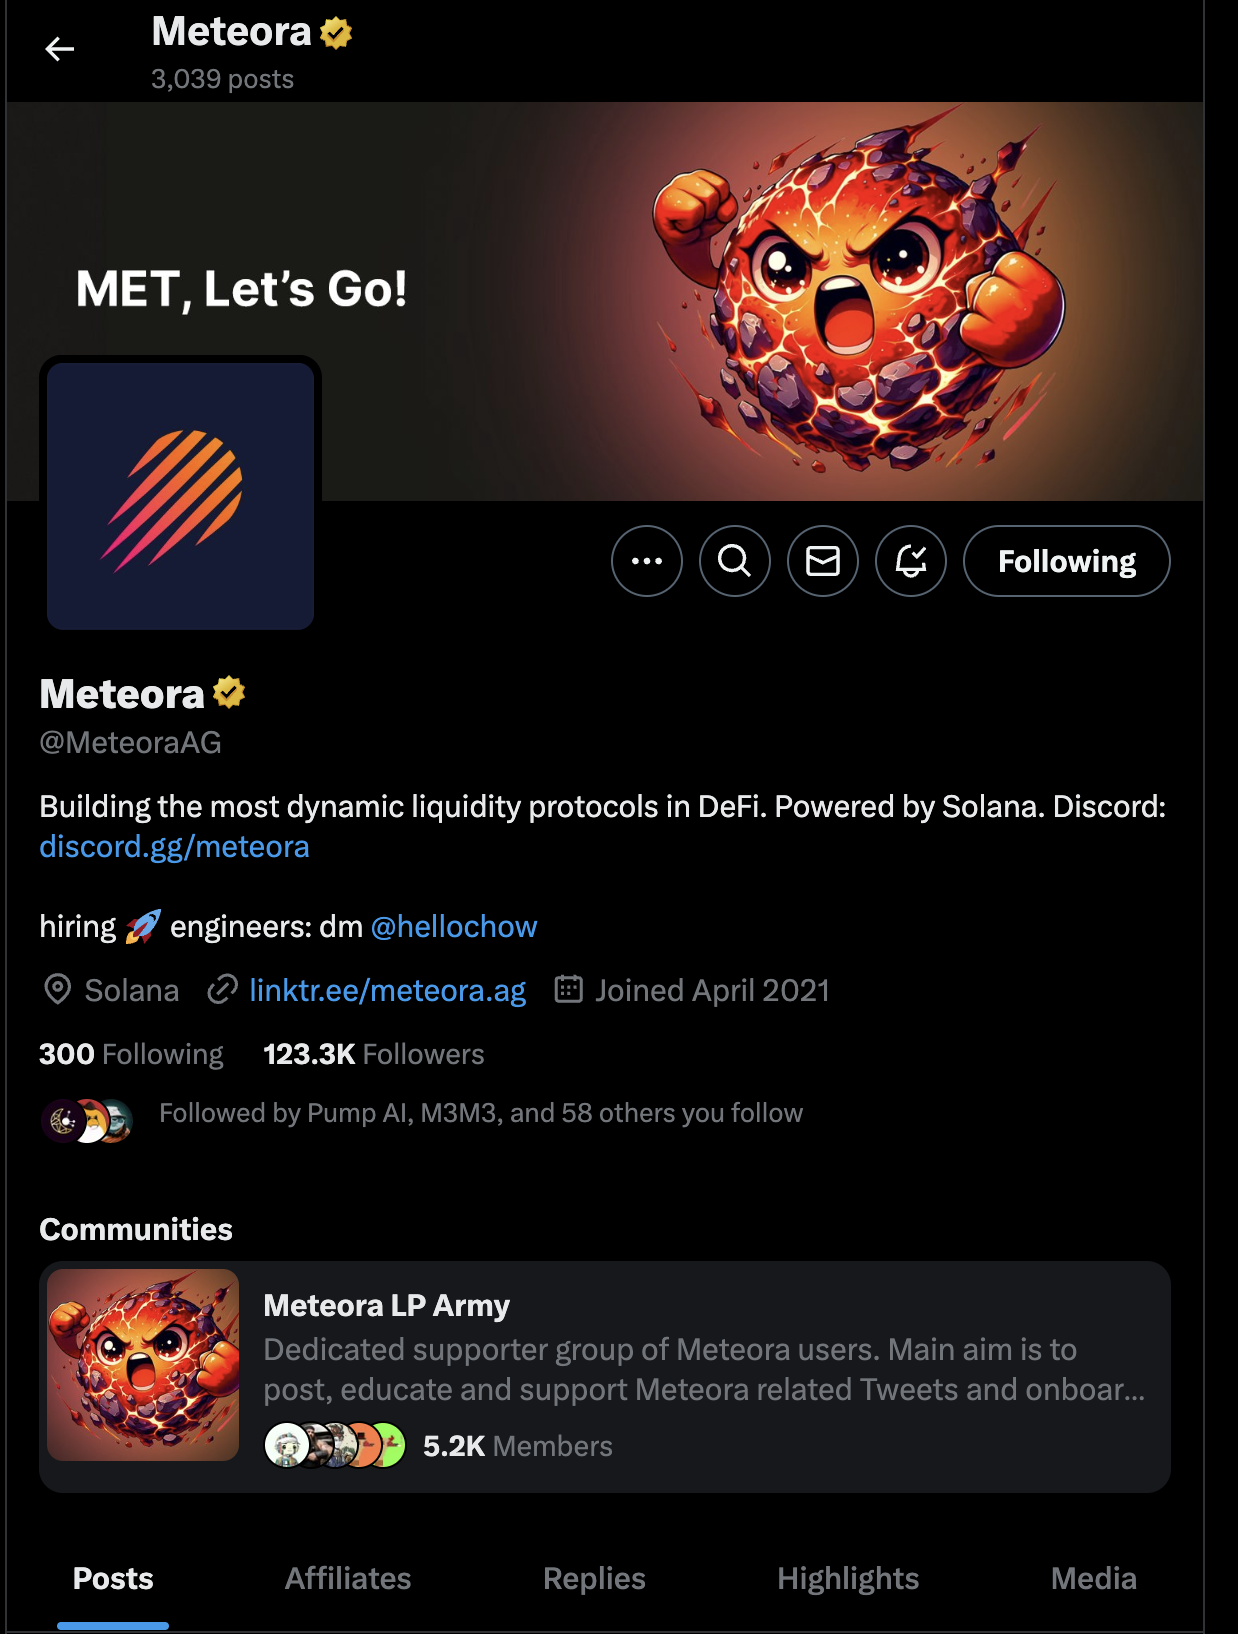 Meteora
3,039 posts
MET, Let's Go!
Following
Meteora
@MeteoraAG
Building the most dynamic liquidity protocols in DeFi. Powered by Solana. Discord:
discord.gg/meteora
hiring 🚀 engineers: dm @hellochow
Solana linktr.ee/meteora.ag Joined April 2021
300 Following 123.3K Followers
Followed by Pump AI, M3M3, and 58 others you follow
Communities
Meteora LP Army
Dedicated supporter group of Meteora users. Main aim is to
post, educate and support Meteora related Tweets and onboar...
5.2K Members
Posts Affiliates Replies Highlights Media